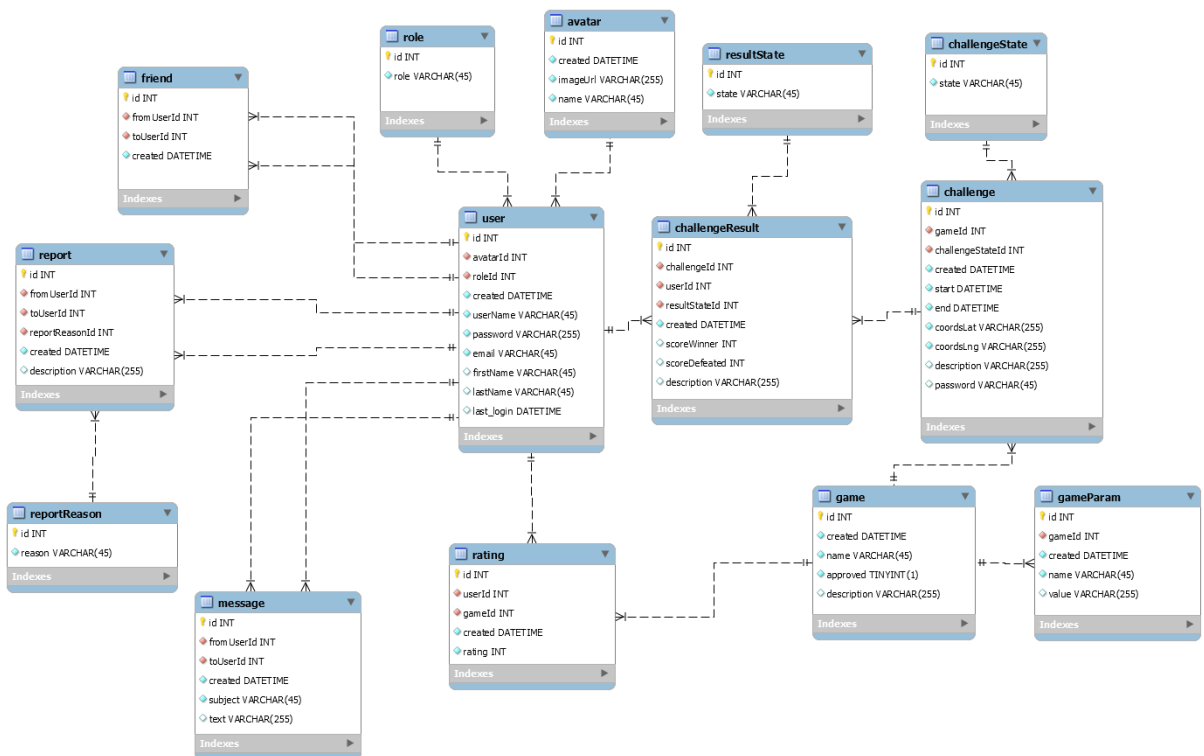 role
id INT
role VARCHAR(45)
Indexes
avatar
id INT
created DATETIME
imageUrl VARCHAR(255)
name VARCHAR(45)
Indexes
resultState
id INT
state VARCHAR(45)
Indexes
challengeState
id INT
state VARCHAR(45)
Indexes
friend
id INT
fromUserId INT
toUserId INT
created DATETIME
Indexes
user
id INT
avatarId INT
roleId INT
created DATETIME
userName VARCHAR(45)
password VARCHAR(255)
email VARCHAR(45)
firstName VARCHAR(45)
lastName VARCHAR(45)
last_login DATETIME
Indexes
challengeResult
id INT
challengeId INT
userId INT
resultStateId INT
created DATETIME
scoreWinner INT
scoreDefeated INT
description VARCHAR(255)
Indexes
challenge
id INT
gameId INT
challengeStateId INT
created DATETIME
start DATETIME
end DATETIME
coordsLat VARCHAR(255)
coordsLng VARCHAR(255)
description VARCHAR(255)
password VARCHAR(45)
Indexes
report
id INT
fromUserId INT
toUserId INT
reportReasonId INT
created DATETIME
description VARCHAR(255)
Indexes
reportReason
id INT
reason VARCHAR(45)
Indexes
message
id INT
fromUserId INT
toUserId INT
created DATETIME
subject VARCHAR(45)
text VARCHAR(255)
Indexes
rating
id INT
userId INT
gameId INT
created DATETIME
rating INT
Indexes
game
id INT
created DATETIME
name VARCHAR(45)
approved TINYINT(1)
description VARCHAR(255)
Indexes
gameParam
id INT
gameId INT
created DATETIME
name VARCHAR(45)
value VARCHAR(255)
Indexes